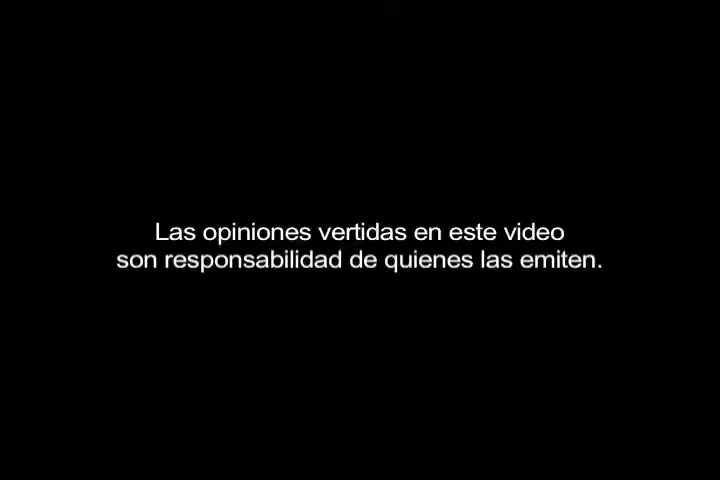 Las opiniones vertidas en este video
son responsabilidad de quienes las emiten.